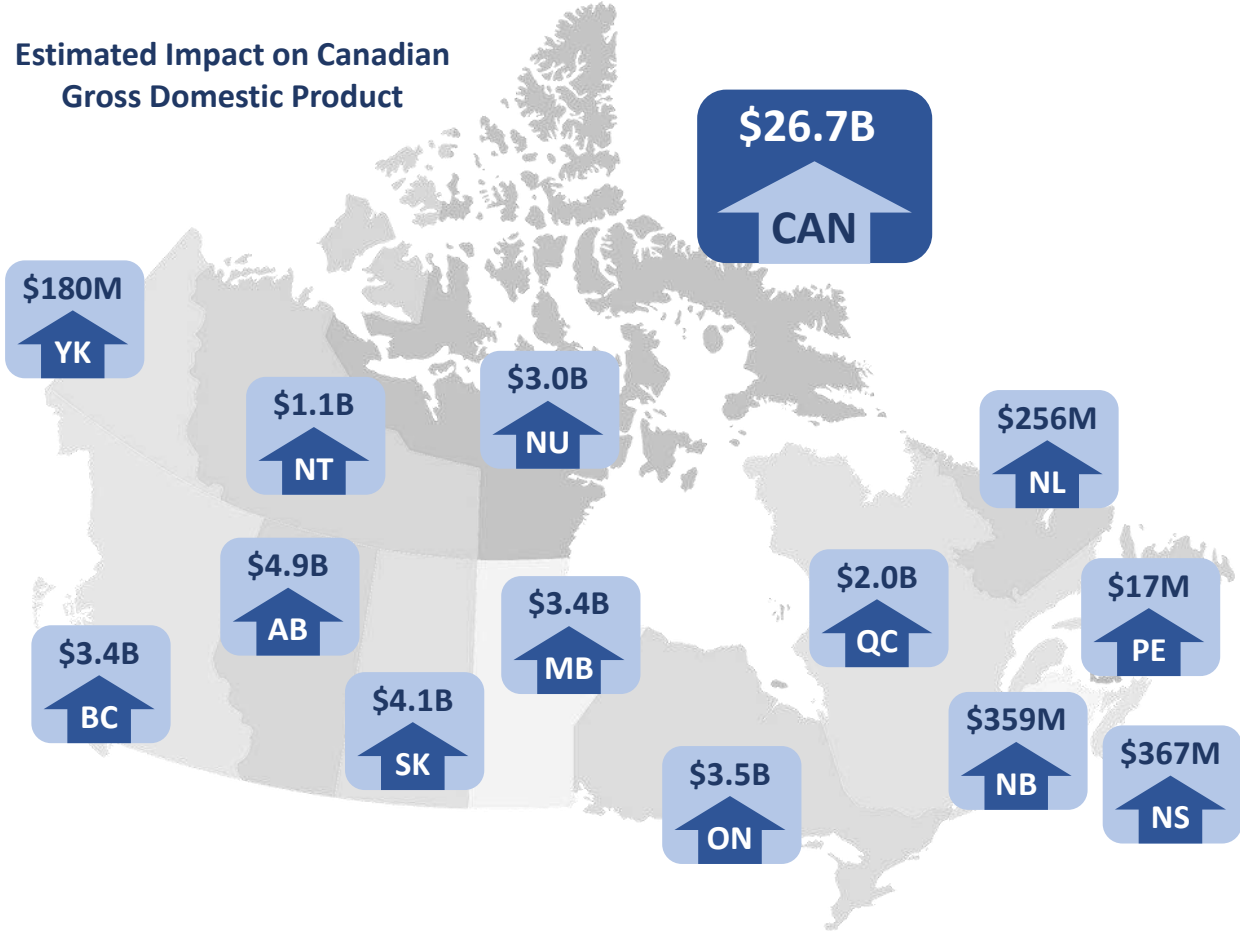 Estimated Impact on Canadian
Gross Domestic Product
$26.7B
CAN
$180M
YK
$1.1B
NT
$3.0B
NU
$256M
NL
$4.9B
AB
$3.4B
MB
$2.0B
QC
$17M
PE
$3.4B
BC
$4.1B
SK
$3.5B
ON
$359M
NB
$367M
NS